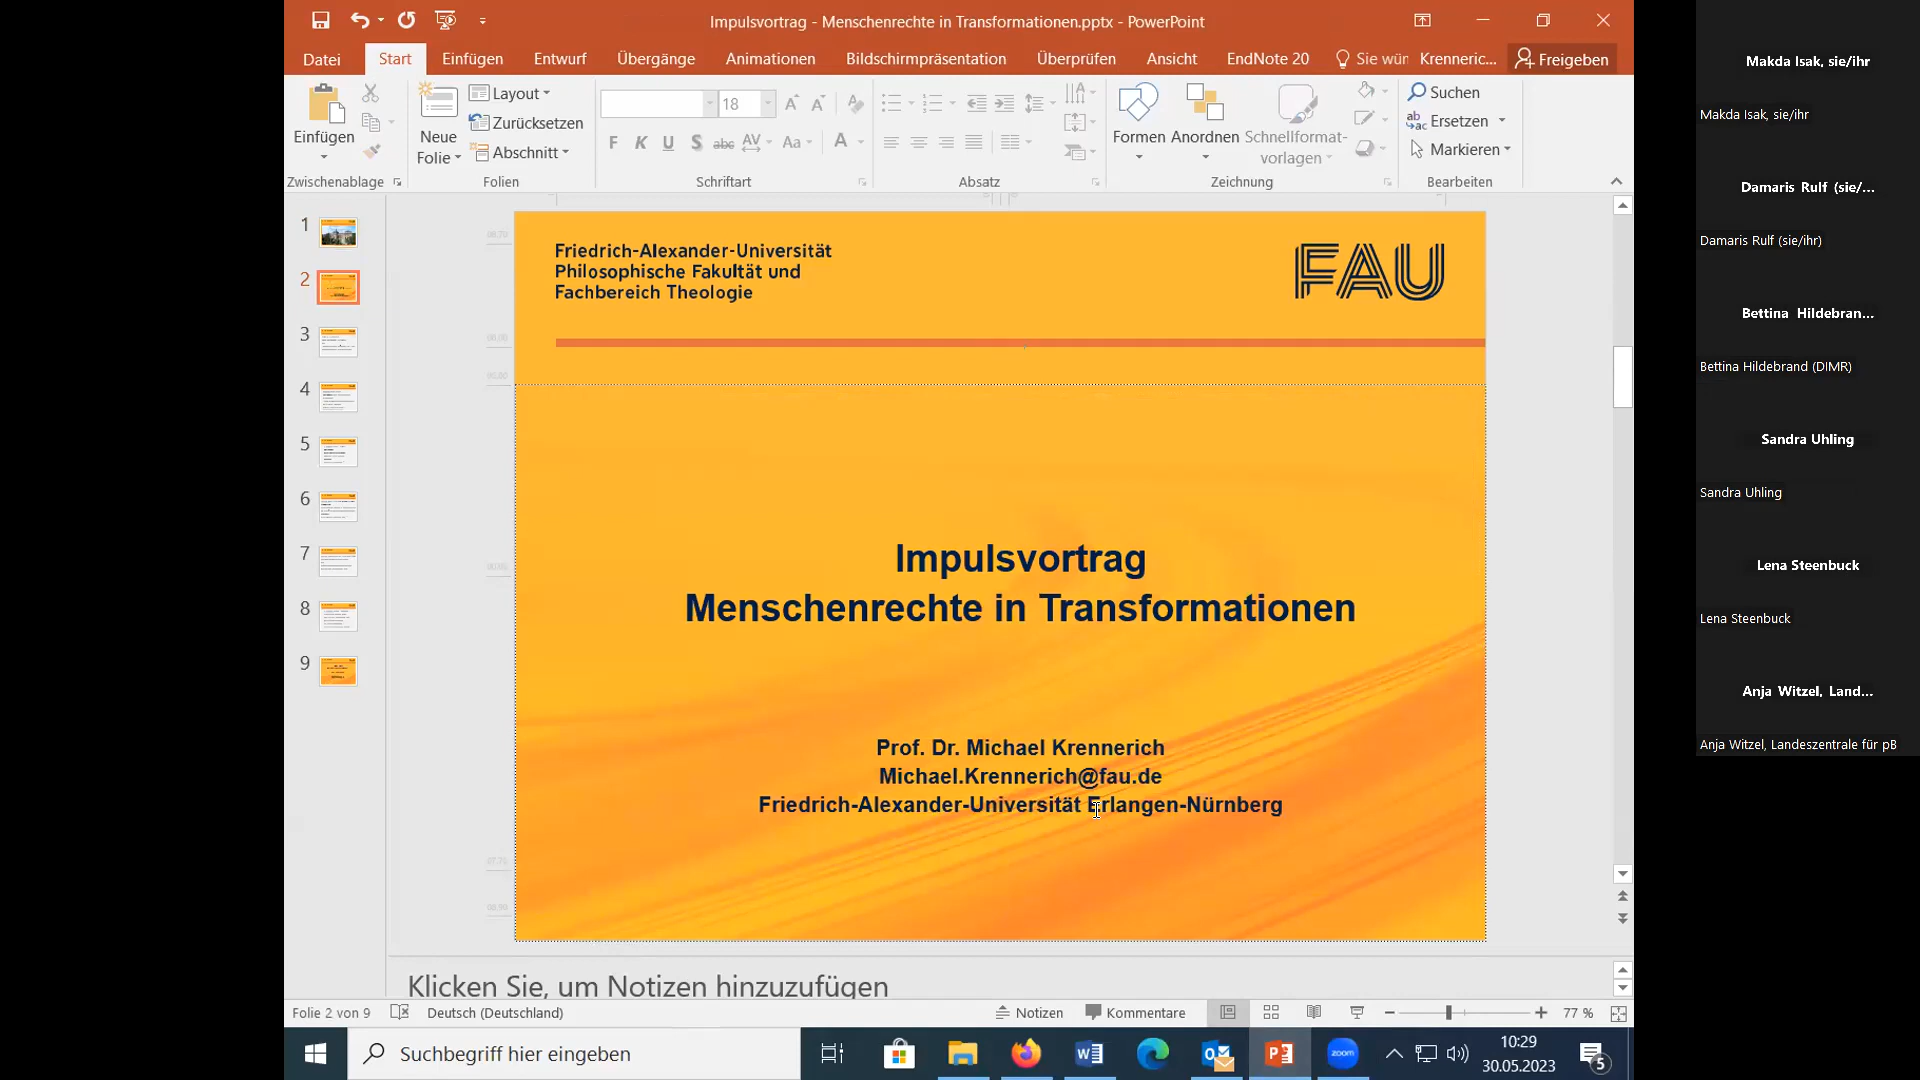 Impulsvortrag - Menschenrechte in Transformationen.pptx - PowerPoint
Datei
Start
Einfügen
Entwurf
Übergänge
Animationen
Bildschirmpräsentation
Überprüfen
Ansicht
EndNote 20
Sie wün
Krenneric...
Freigeben
Einfügen
Neue
Folie
Layout
Zurücksetzen
Abschnitt
18
F K U S abc AV Aa A
Formen
Anordnen
Schnellformat-
vorlagen
Suchen
Ersetzen
Markieren
Zwischenablage
Folien
Schriftart
Absatz
Zeichnung
Bearbeiten
1
2
3
4
5
6
7
8
9
Friedrich-Alexander-Universität
Philosophische Fakultät und
Fachbereich Theologie
FAU
Impulsvortrag
Menschenrechte in Transformationen
Prof. Dr. Michael Krennerich
Michael.Krennerich@fau.de
Friedrich-Alexander-Universität Erlangen-Nürnberg
Klicken Sie, um Notizen hinzuzufügen
Folie 2 von 9
Deutsch (Deutschland)
Notizen
Kommentare
77 %
Suchbegriff hier eingeben
zoom
10:29
30.05.2023
5
Makda Isak, sie/ihr
Makda Isak, sie/ihr
Damaris Rulf (sie/...
Damaris Rulf (sie/ihr)
Bettina Hildebran...
Bettina Hildebrand (DIMR)
Sandra Uhling
Sandra Uhling
Lena Steenbuck
Lena Steenbuck
Anja Witzel, Land...
Anja Witzel, Landeszentrale für pB